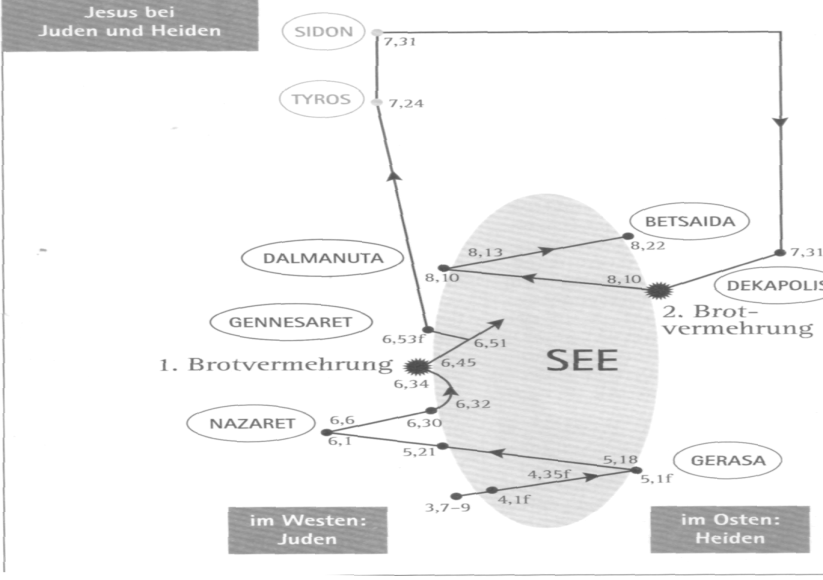 Jesus bei
Juden und Heiden
SIDON
7,31
TYROS
7,24
BETSAIDA
8,13
8,22
DALMANUTA
7,31
8,10
8,10
DEKAPOLIS
GENNESARET
2. Brot-
vermehrung
6,53f
6,51
1. Brotvermehrung
6,45
SEE
6,34
6,32
NAZARET
6,6
6,30
6,1
5,21
5,18
GERASA
4,35f
5,1f
4,1f
3,7–9
im Westen:
Juden
im Osten:
Heiden